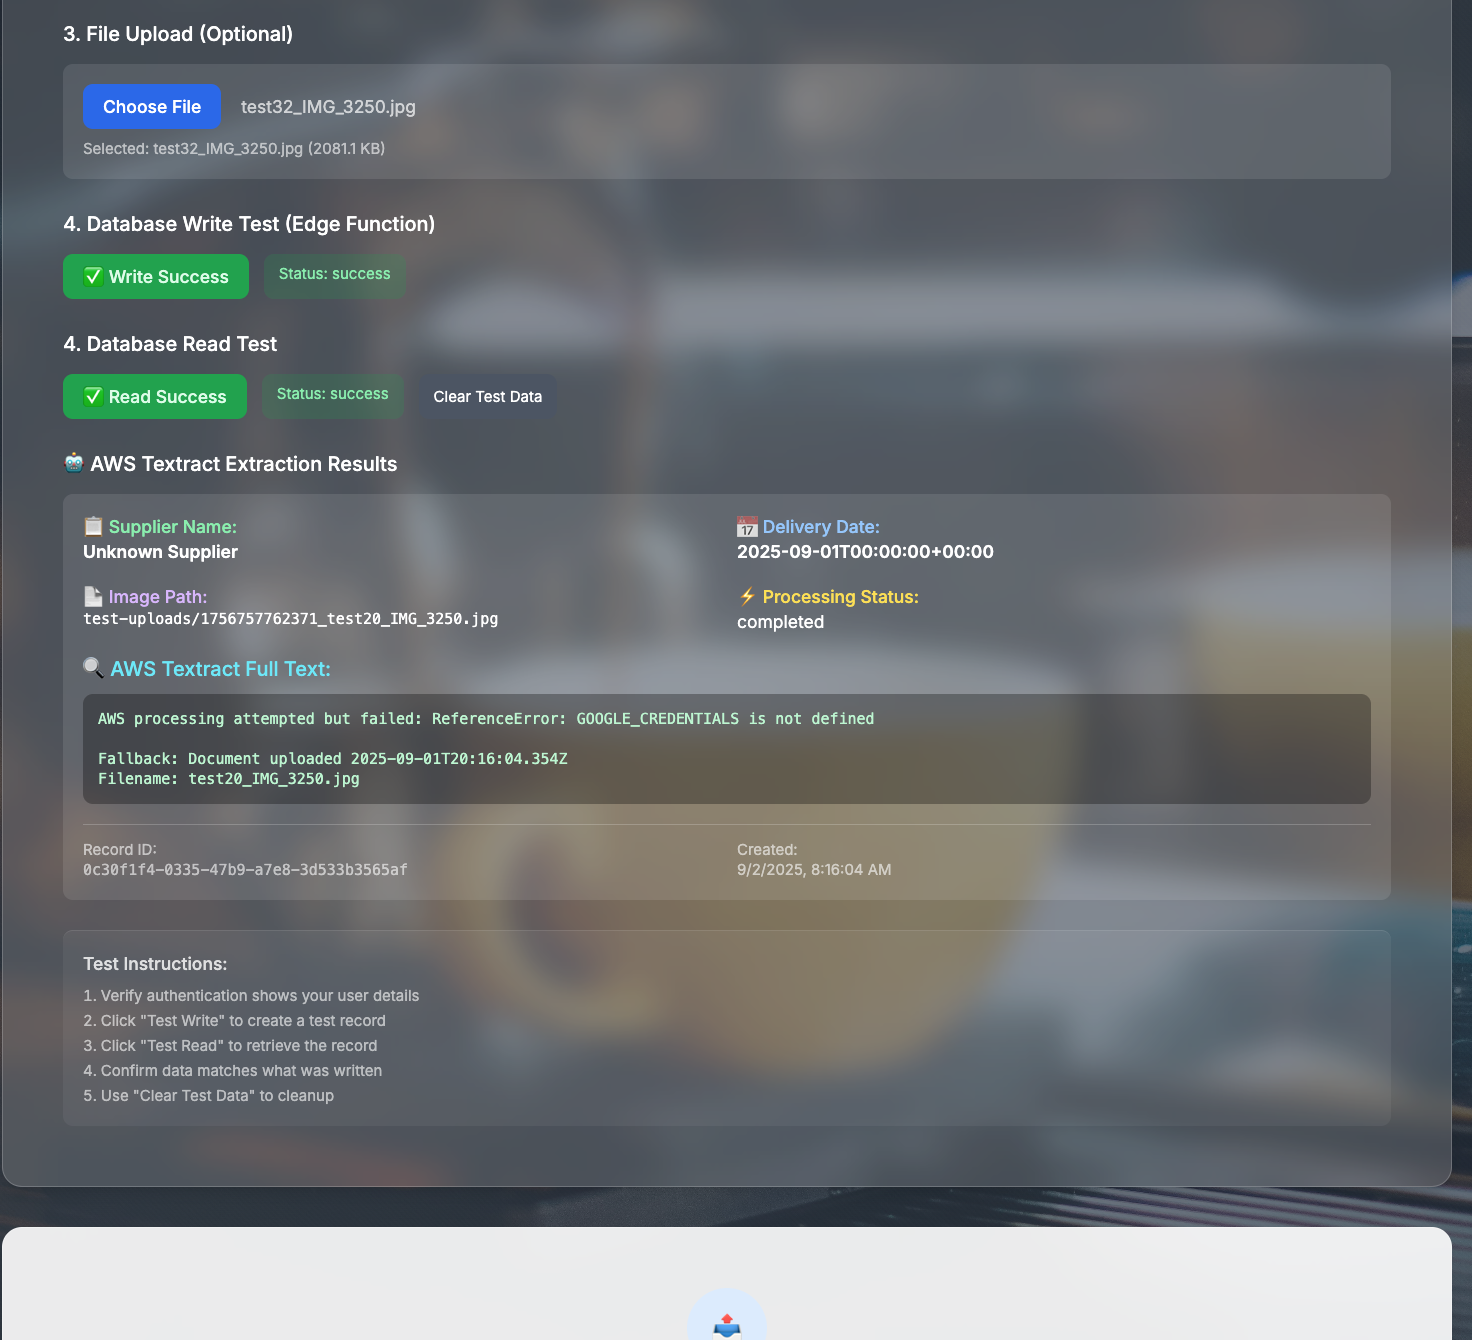 3. File Upload (Optional)
Choose File test32_IMG_3250.jpg
Selected: test32_IMG_3250.jpg (2081.1 KB)
4. Database Write Test (Edge Function)
✅ Write Success Status: success
4. Database Read Test
✅ Read Success Status: success Clear Test Data
🤖 AWS Textract Extraction Results
📋 Supplier Name:
Unknown Supplier
📅 Delivery Date:
2025-09-01T00:00:00+00:00
📄 Image Path:
test-uploads/1756757762371_test20_IMG_3250.jpg
⚡ Processing Status:
completed
🔍 AWS Textract Full Text:
AWS processing attempted but failed: ReferenceError: GOOGLE_CREDENTIALS is not defined
Fallback: Document uploaded 2025-09-01T20:16:04.354Z
Filename: test20_IMG_3250.jpg
Record ID:
0c30f1f4-0335-47b9-a7e8-3d533b3565af
Created:
9/2/2025, 8:16:04 AM
Test Instructions:
1. Verify authentication shows your user details
2. Click "Test Write" to create a test record
3. Click "Test Read" to retrieve the record
4. Confirm data matches what was written
5. Use "Clear Test Data" to cleanup